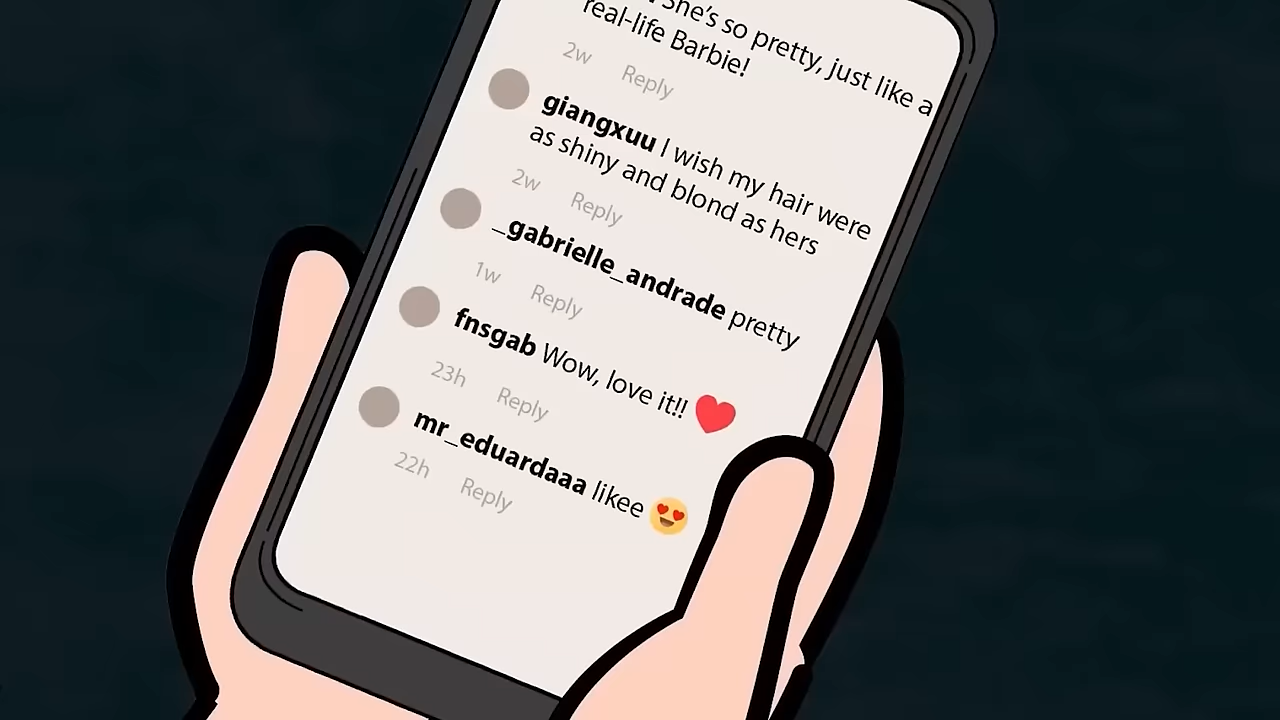 She's so pretty, just like a
real-life Barbie!
2w Reply
giangxuu I wish my hair were
as shiny and blond as hers
2w Reply
_gabrielle_andrade pretty
1w Reply
fnsgab Wow, love it!! ❤️
23h Reply
mr_eduardaaa likee 😍
22h Reply